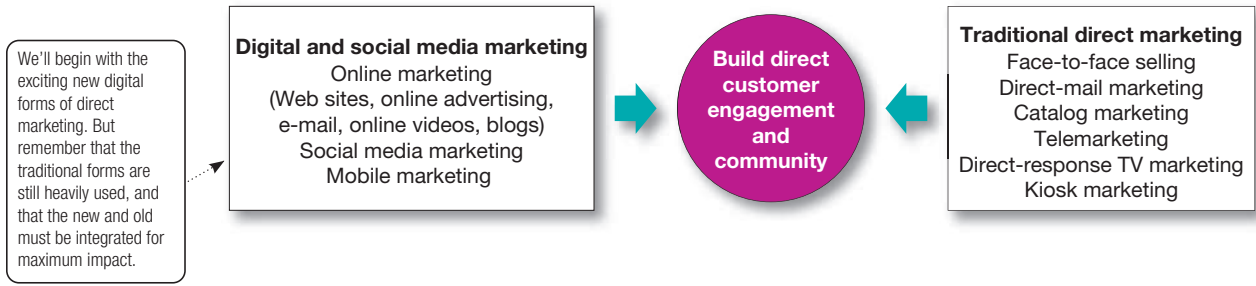 We'll begin with the
exciting new digital
forms of direct
marketing. But
remember that the
traditional forms are
still heavily used, and
that the new and old
must be integrated for
maximum impact.
Digital and social media marketing
Online marketing
(Web sites, online advertising,
e-mail, online videos, blogs)
Social media marketing
Mobile marketing
Build direct
customer
engagement
and
community
Traditional direct marketing
Face-to-face selling
Direct-mail marketing
Catalog marketing
Telemarketing
Direct-response TV marketing
Kiosk marketing